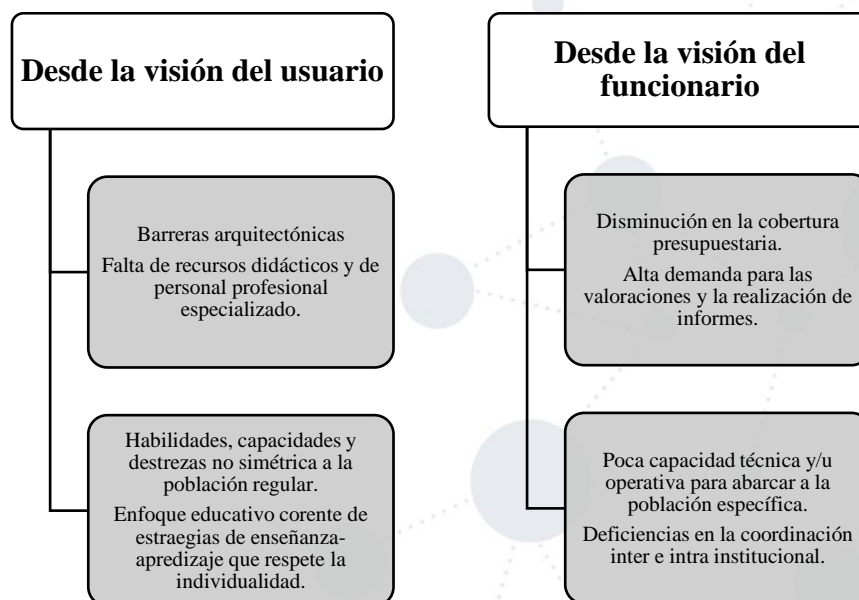 Desde la visión del usuario
Barreras arquitectónicas
Falta de recursos didácticos y de
personal profesional
especializado.
Habilidades, capacidades y
destrezas no simétrica a la
población regular.
Enfoque educativo corente de
estraegias de enseñanza-
apredizaje que respete la
individualidad.
Desde la visión del
funcionario
Disminución en la cobertura
presupuestaria.
Alta demanda para las
valoraciones y la realización de
informes.
Poca capacidad técnica y/u
operativa para abarcar a la
población específica.
Deficiencias en la coordinación
inter e intra institucional.